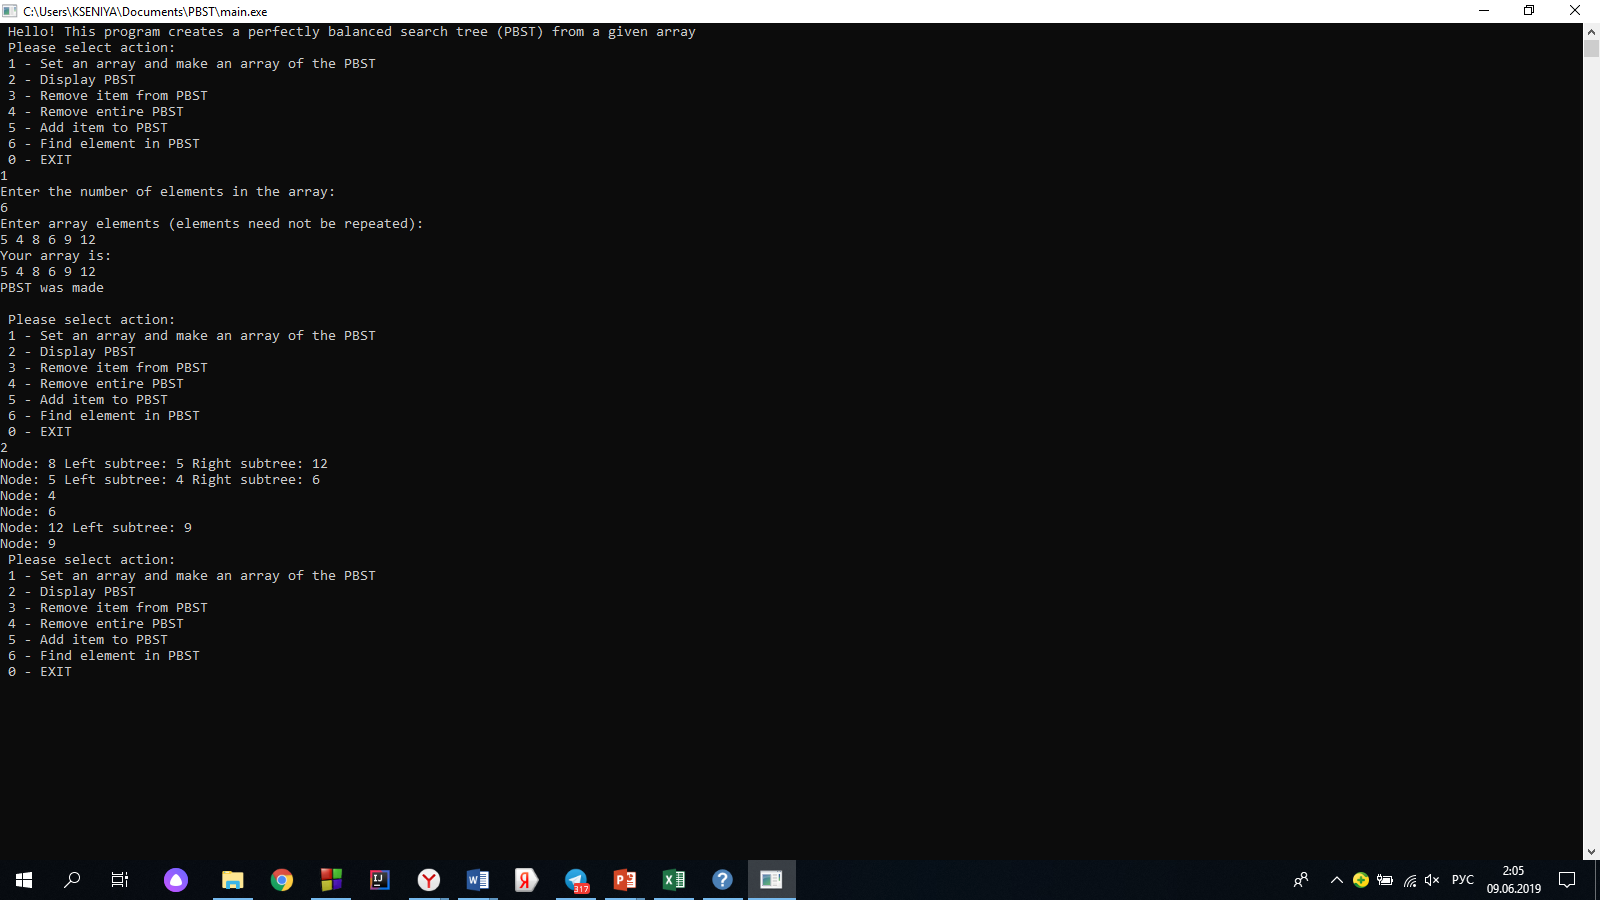 C:\Users\KSENIYA\Documents\PBST\main.exe
Hello! This program creates a perfectly balanced search tree (PBST) from a given array
Please select action:
1 - Set an array and make an array of the PBST
2 - Display PBST
3 - Remove item from PBST
4 - Remove entire PBST
5 - Add item to PBST
6 - Find element in PBST
0 - EXIT
1
Enter the number of elements in the array:
6
Enter array elements (elements need not be repeated):
5 4 8 6 9 12
Your array is:
5 4 8 6 9 12
PBST was made
Please select action:
1 - Set an array and make an array of the PBST
2 - Display PBST
3 - Remove item from PBST
4 - Remove entire PBST
5 - Add item to PBST
6 - Find element in PBST
0 - EXIT
2
Node: 8 Left subtree: 5 Right subtree: 12
Node: 5 Left subtree: 4 Right subtree: 6
Node: 4
Node: 6
Node: 12 Left subtree: 9
Node: 9
Please select action:
1 - Set an array and make an array of the PBST
2 - Display PBST
3 - Remove item from PBST
4 - Remove entire PBST
5 - Add item to PBST
6 - Find element in PBST
0 - EXIT
317
РУС
2:05
09.06.2019